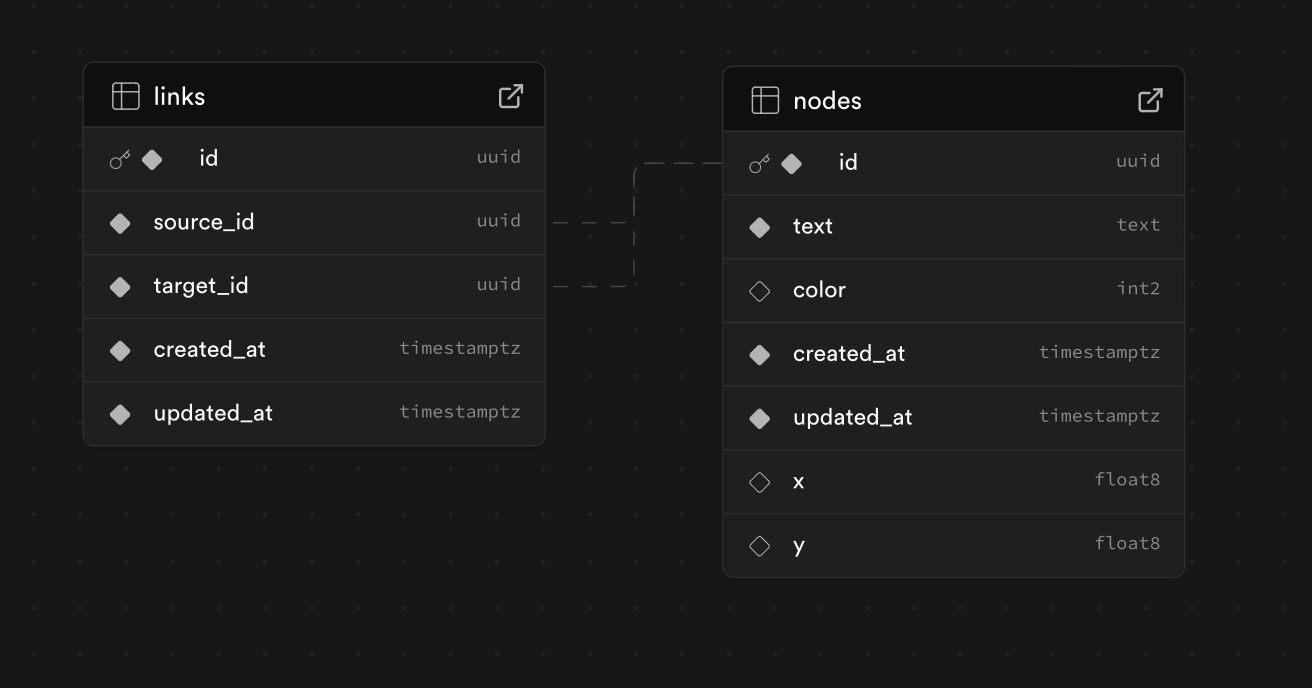 links
id uuid
source_id uuid
target_id uuid
created_at timestamptz
updated_at timestamptz
nodes
id uuid
text text
color int2
created_at timestamptz
updated_at timestamptz
x float8
y float8